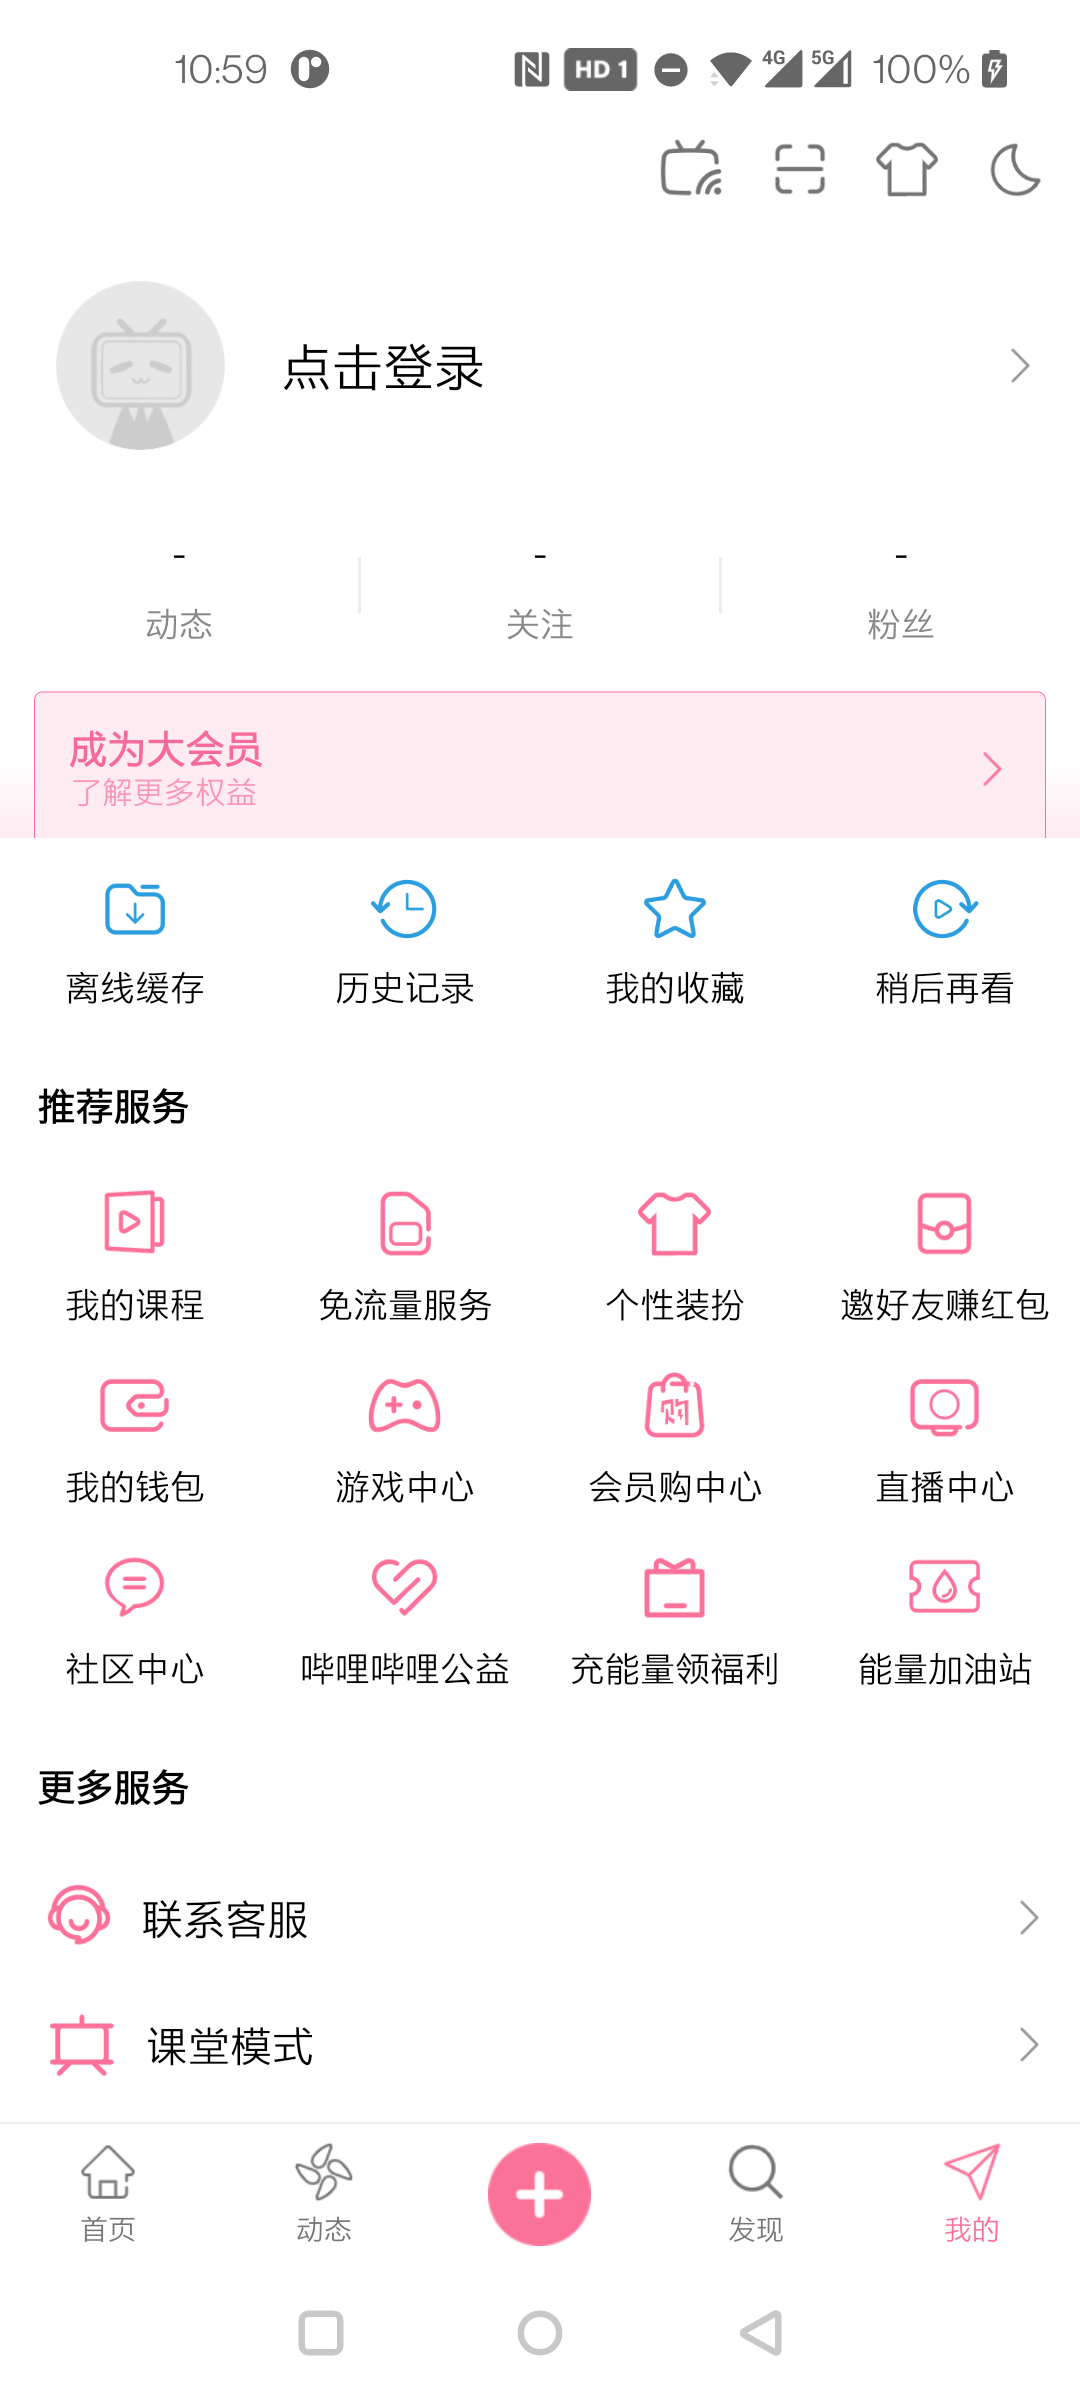 10:59
HD 1
4G
5G
100%
点击登录
- - -
动态 关注 粉丝
成为大会员
了解更多权益
离线缓存 历史记录 我的收藏 稍后再看
推荐服务
我的课程 免流量服务 个性装扮 邀好友赚红包
购
我的钱包 游戏中心 会员购中心 直播中心
社区中心 哔哩哔哩公益 充能量领福利 能量加油站
更多服务
联系客服
课堂模式
首页 动态 发现 我的